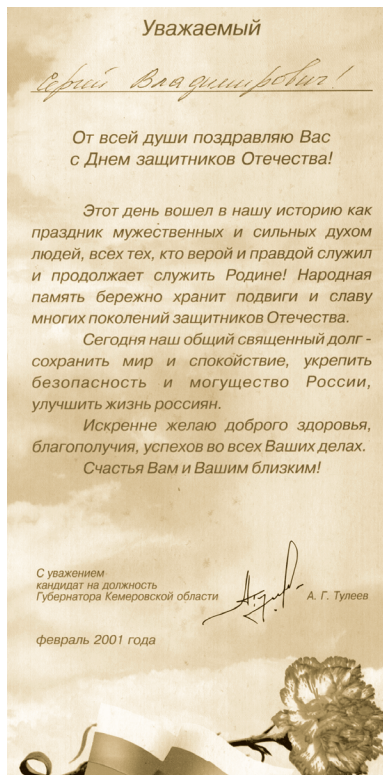 Уважаемый
Сергей Владимирович!
От всей души поздравляю Вас
с Днем защитников Отечества!
Этот день вошел в нашу историю как
праздник мужественных и сильных духом
людей, всех тех, кто верой и правдой служил
и продолжает служить Родине! Народная
память бережно хранит подвиги и славу
многих поколений защитников Отечества.
Сегодня наш общий священный долг -
сохранить мир и спокойствие, укрепить
безопасность и могущество России,
улучшить жизнь россиян.
Искренне желаю доброго здоровья,
благополучия, успехов во всех Ваших делах.
Счастья Вам и Вашим близким!
С уважением
кандидат на должность
Губернатора Кемеровской области
А. Г. Тулеев
февраль 2001 года